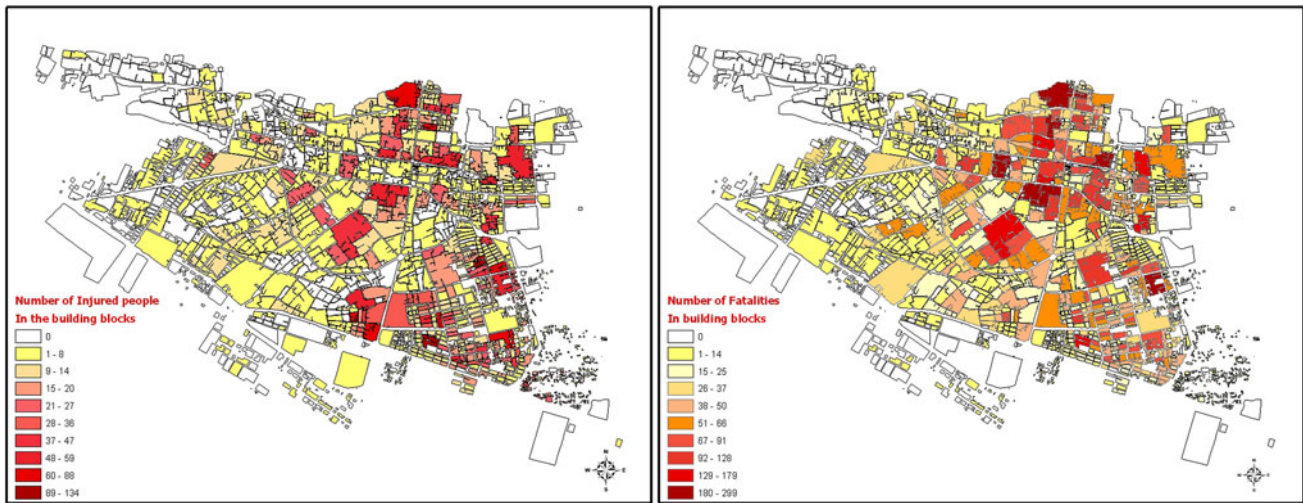 Number of Injured people
In the building blocks
0
1 - 8
9 - 14
15 - 20
21 - 27
28 - 36
37 - 47
48 - 59
60 - 88
89 - 134
N
W E
S
Number of Fatalities
In building blocks
0
1 - 14
15 - 25
26 - 37
38 - 50
51 - 66
67 - 91
92 - 128
129 - 179
180 - 299
N
W E
S